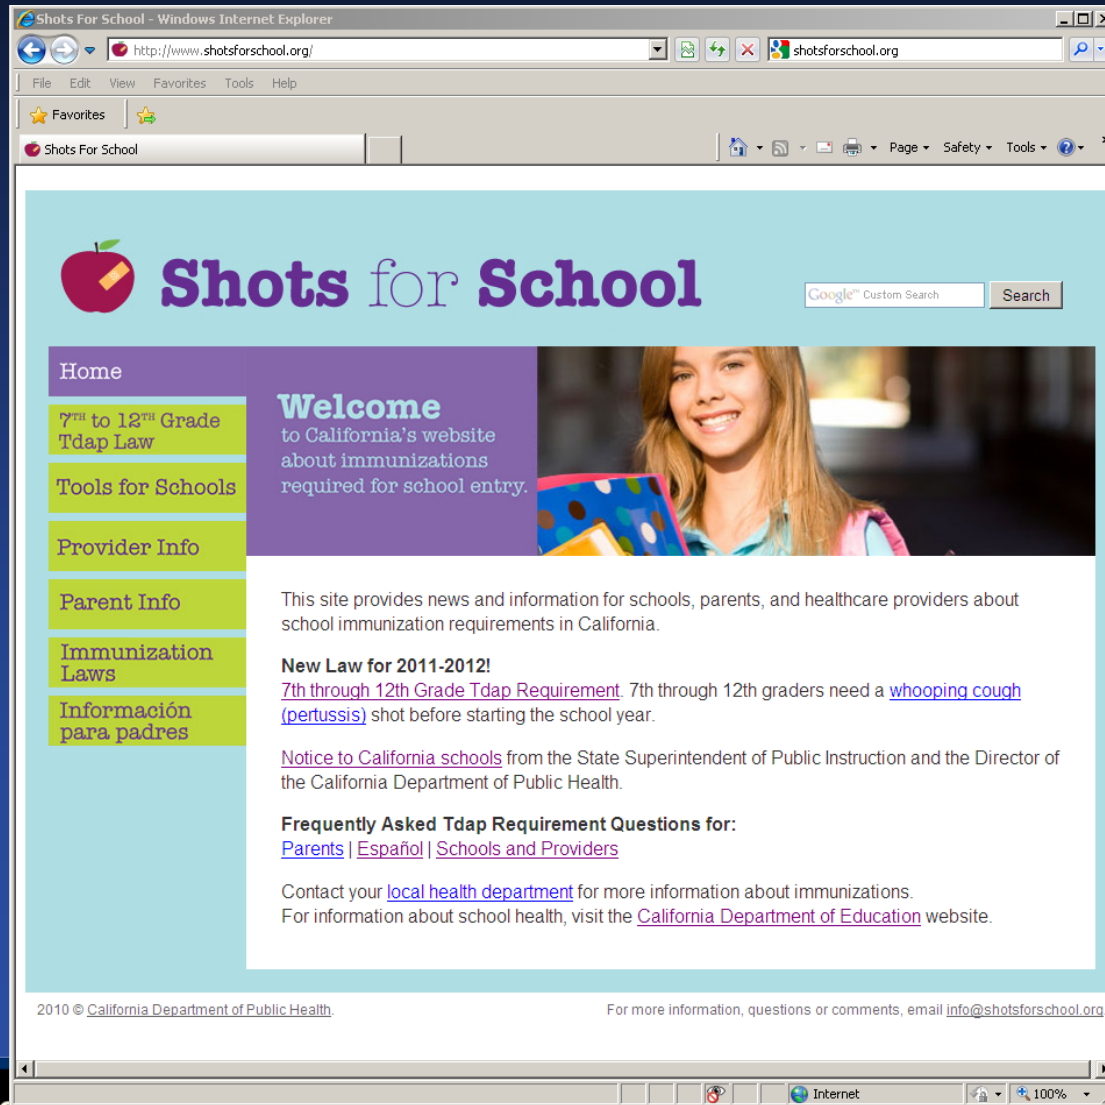 Shots For School - Windows Internet Explorer
http://www.shotsforschool.org/
shotsforschool.org
File Edit View Favorites Tools Help
Favorites
Shots For School
Page Safety Tools
Shots for School
Google™ Custom Search
Search
Home
7TH to 12TH Grade
Tdap Law
Tools for Schools
Provider Info
Parent Info
Immunization
Laws
Información
para padres
Welcome
to California's website
about immunizations
required for school entry.
This site provides news and information for schools, parents, and healthcare providers about
school immunization requirements in California.
New Law for 2011-2012!
7th through 12th Grade Tdap Requirement. 7th through 12th graders need a whooping cough
(pertussis) shot before starting the school year.
Notice to California schools from the State Superintendent of Public Instruction and the Director of
the California Department of Public Health.
Frequently Asked Tdap Requirement Questions for:
Parents | Español | Schools and Providers
Contact your local health department for more information about immunizations.
For information about school health, visit the California Department of Education website.
2010 © California Department of Public Health.
For more information, questions or comments, email info@shotsforschool.org
Internet
100%